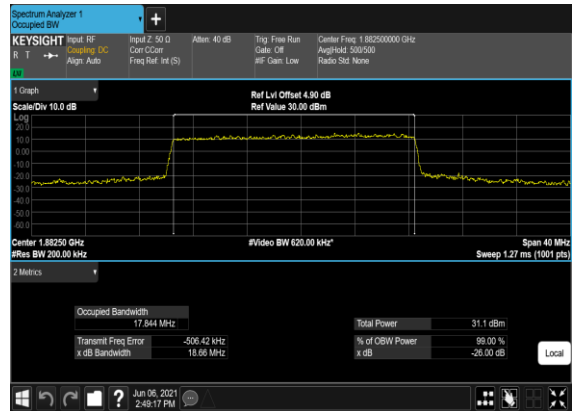 Spectrum Analyzer 1
Occupied BW
KEYSIGHT Input: RF Input Z: 50 Ω Atten: 40 dB Trig: Free Run Center Freq: 1.882500000 GHz
R T Coupling: DC Corr CCorr Gate: Off Avg|Hold: 500/500
Align: Auto Freq Ref: Int (S) #IF Gain: Low Radio Std: None
1 Graph
Ref Lvl Offset 4.90 dB
Scale/Div 10.0 dB Ref Value 30.00 dBm
Log
20.0
10.0
0.00
-10.0
-20.0
-30.0
-40.0
-50.0
-60.0
Center 1.88250 GHz #Video BW 620.00 kHz* Span 40 MHz
#Res BW 200.00 kHz Sweep 1.27 ms (1001 pts)
2 Metrics
Occupied Bandwidth
17.844 MHz Total Power 31.1 dBm
Transmit Freq Error -506.42 kHz % of OBW Power 99.00 %
x dB Bandwidth 18.66 MHz x dB -26.00 dB
Local
? Jun 06, 2021
2:49:17 PM